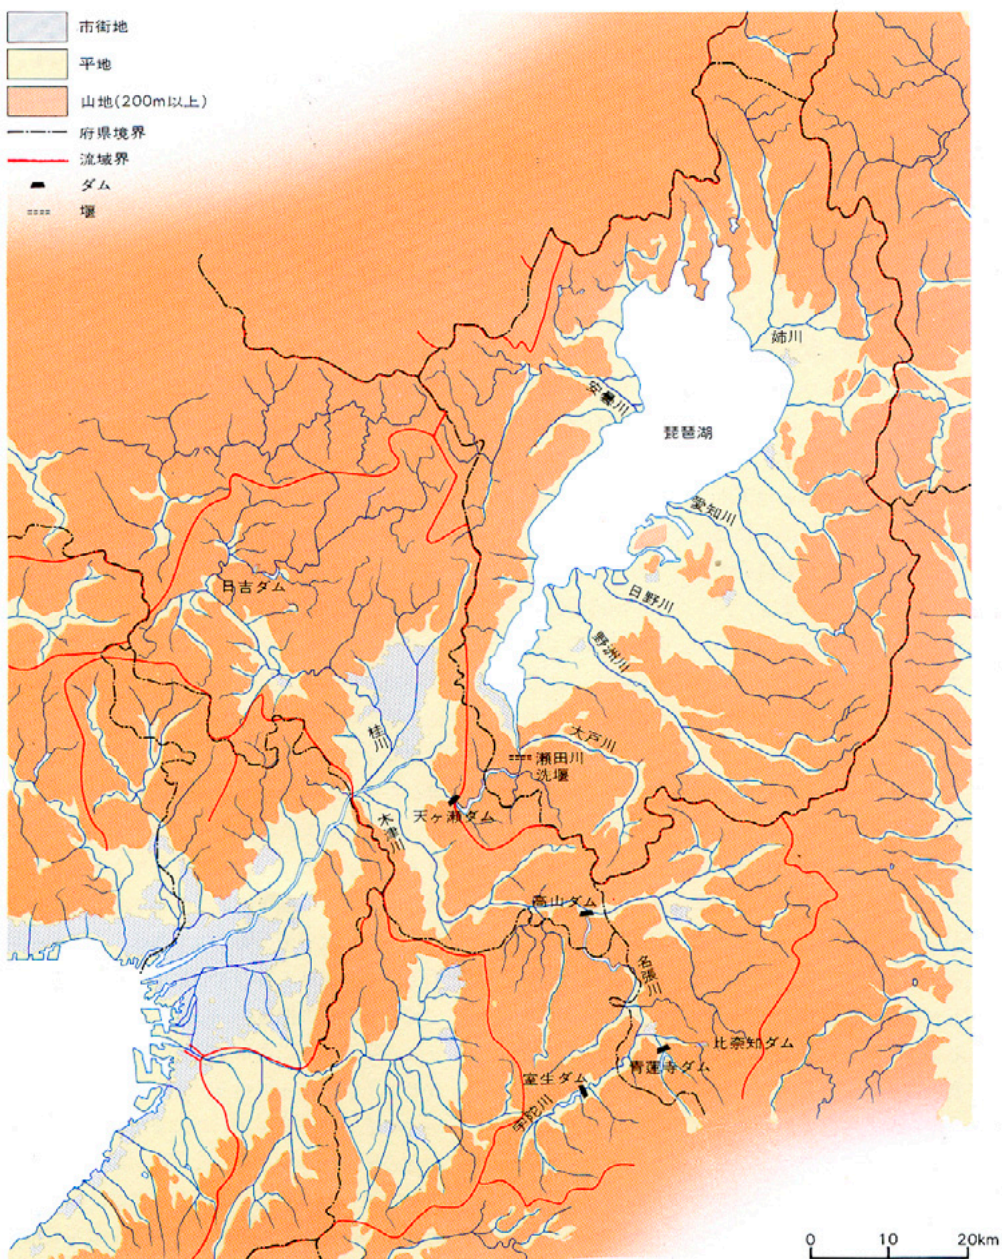 市街地
平地
山地(200m以上)
府県境界
流域界
ダム
堰
姉川
安曇川
琵琶湖
愛知川
日吉ダム
日野川
野洲川
桂川
大戸川
瀬田川
洗堰
天ヶ瀬ダム
木津川
高山ダム
名張川
比奈知ダム
青蓮寺ダム
室生ダム
宇陀川
0 10 20km